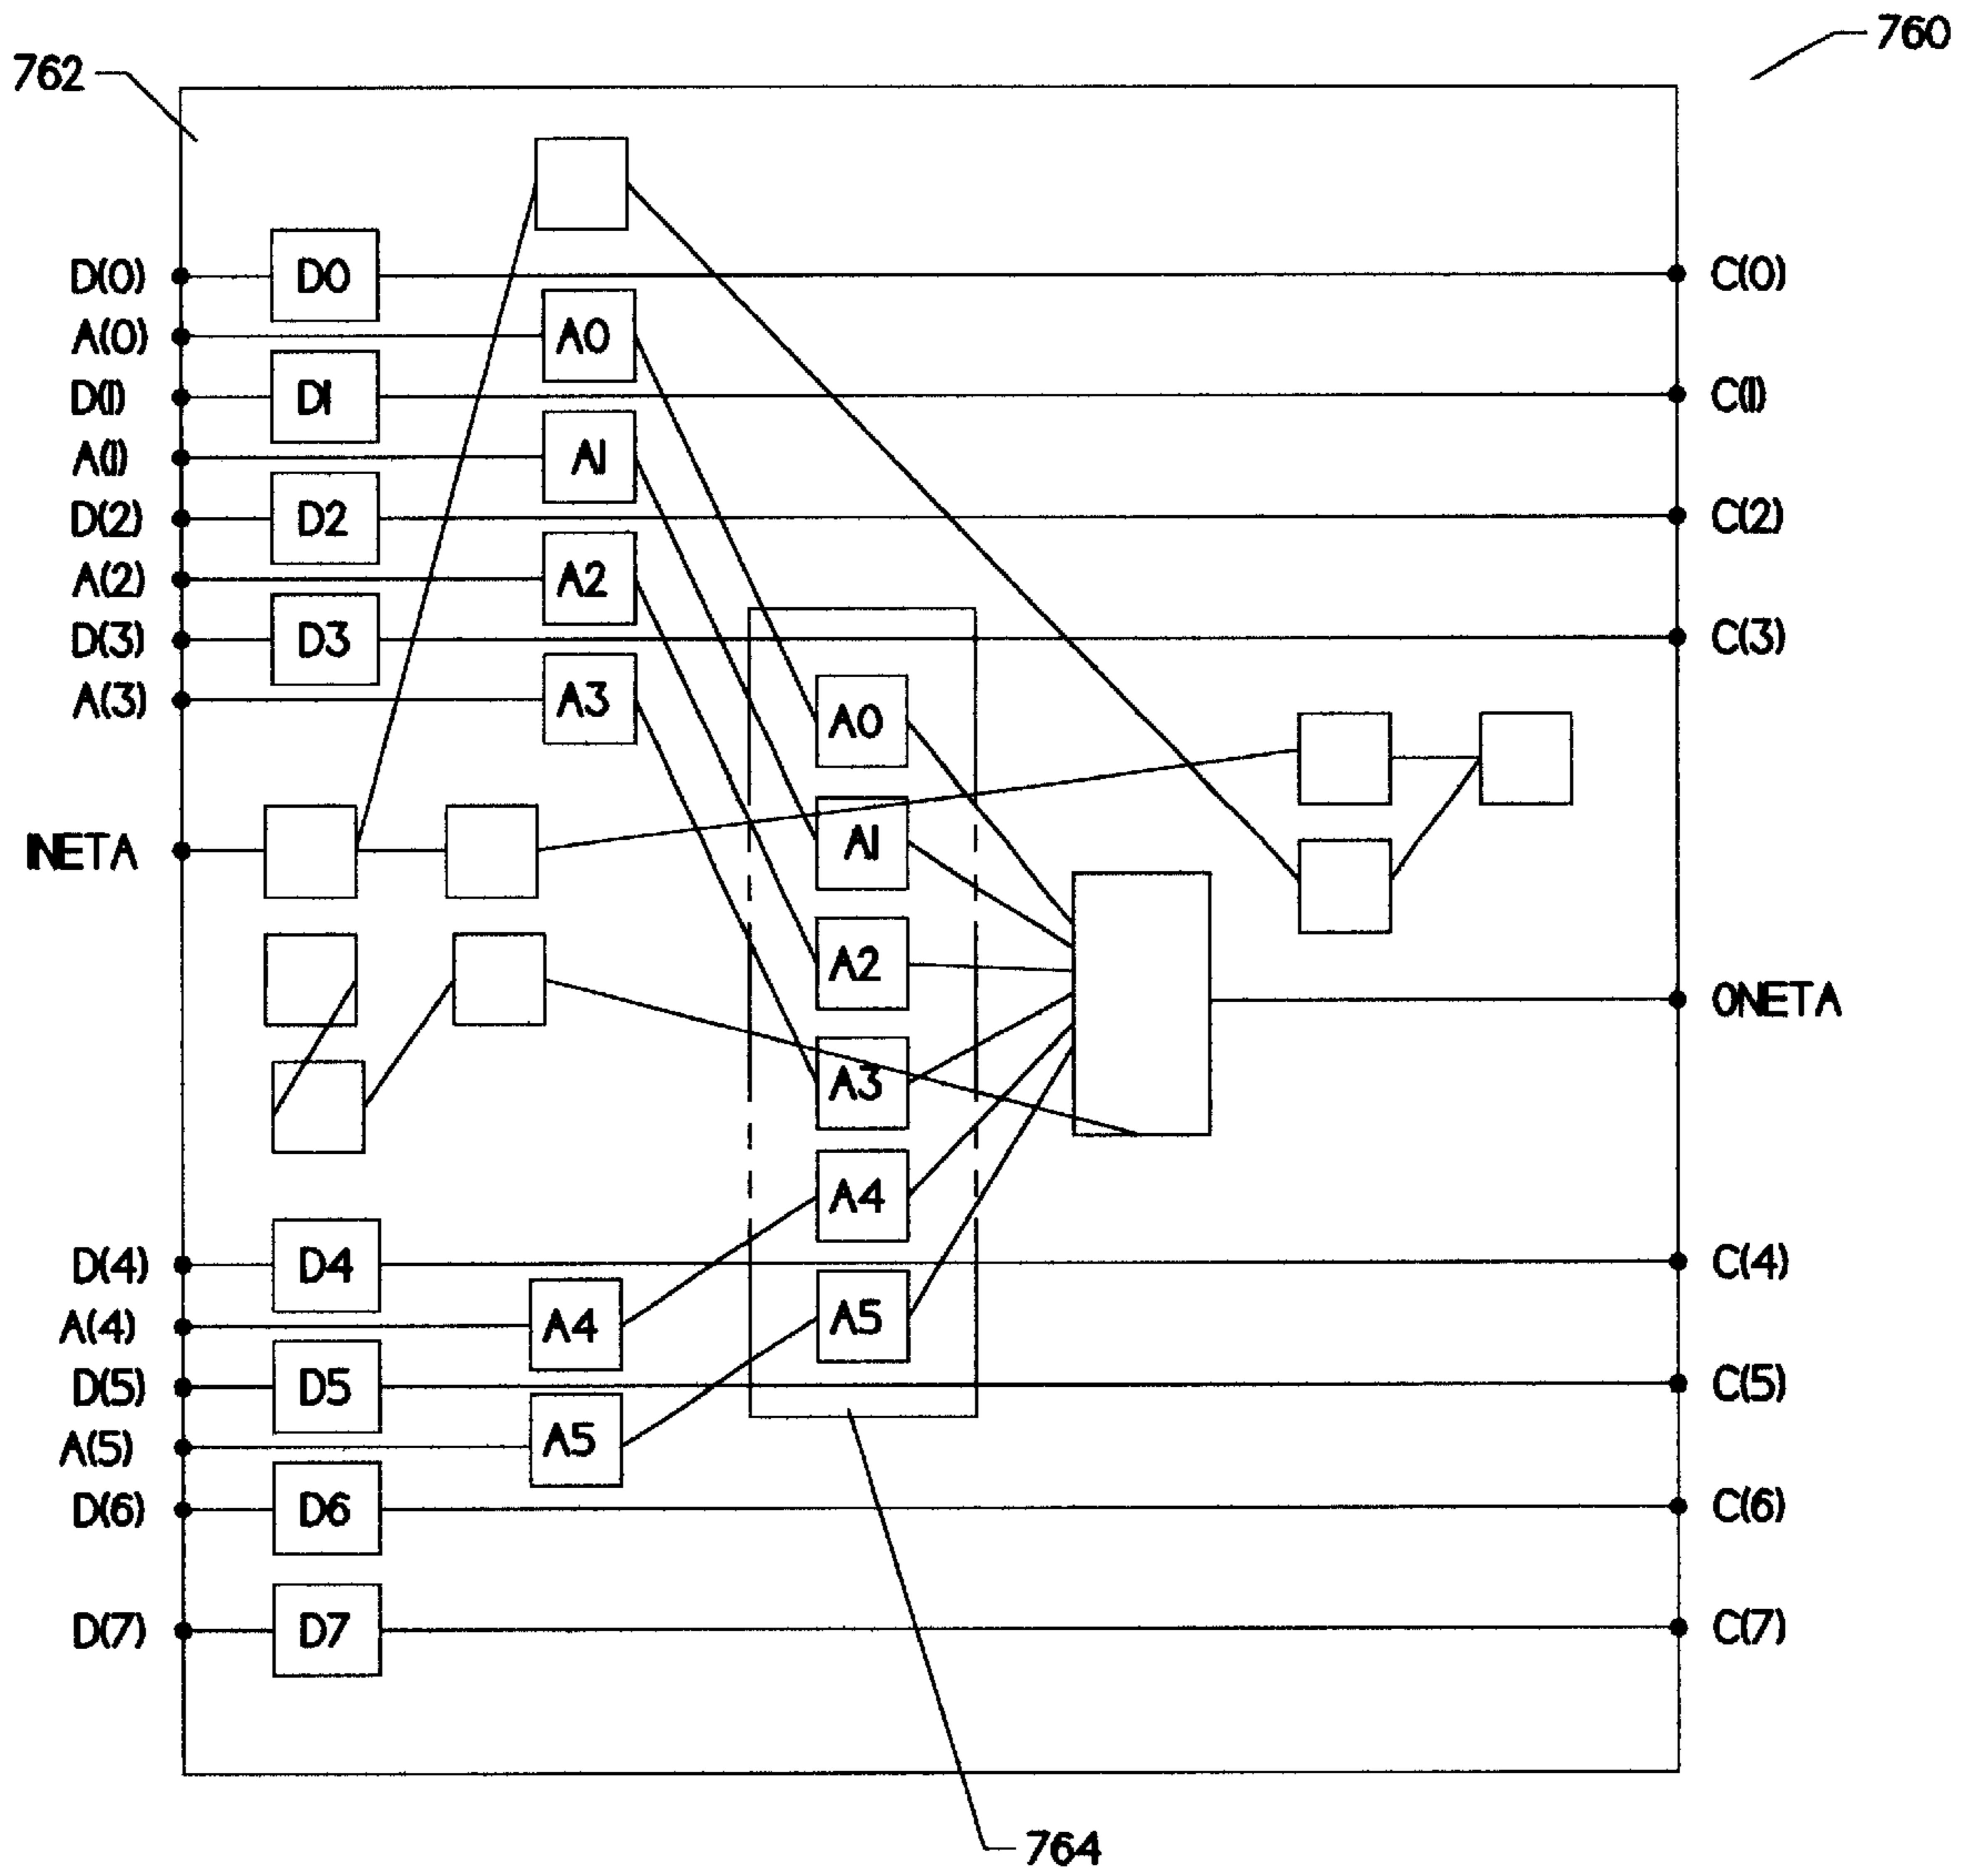 760
762
D(0) D0 C(0)
A(0) A0
D(1) D1 C(1)
A(1) A1
D(2) D2 C(2)
A(2) A2
D(3) D3 C(3)
A(3) A3
A0
A1
INETA
A2
ONETA
A3
A4
D(4) D4 C(4)
A(4) A4 A5
D(5) D5 C(5)
A(5) A5
D(6) D6 C(6)
D(7) D7 C(7)
764